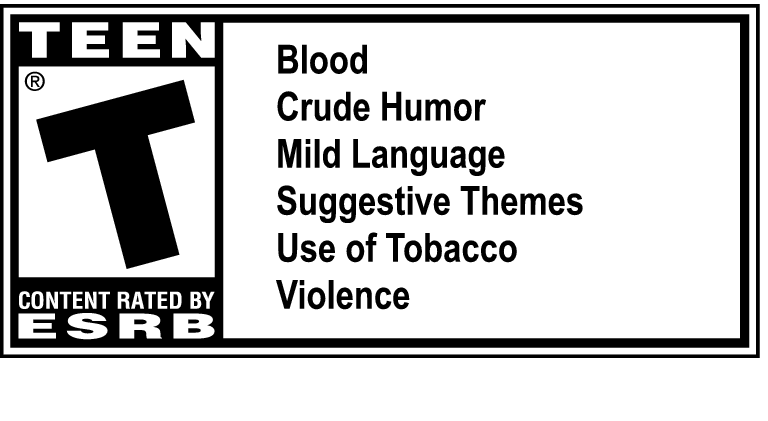 TEEN
®
T
CONTENT RATED BY
ESRB
Blood
Crude Humor
Mild Language
Suggestive Themes
Use of Tobacco
Violence